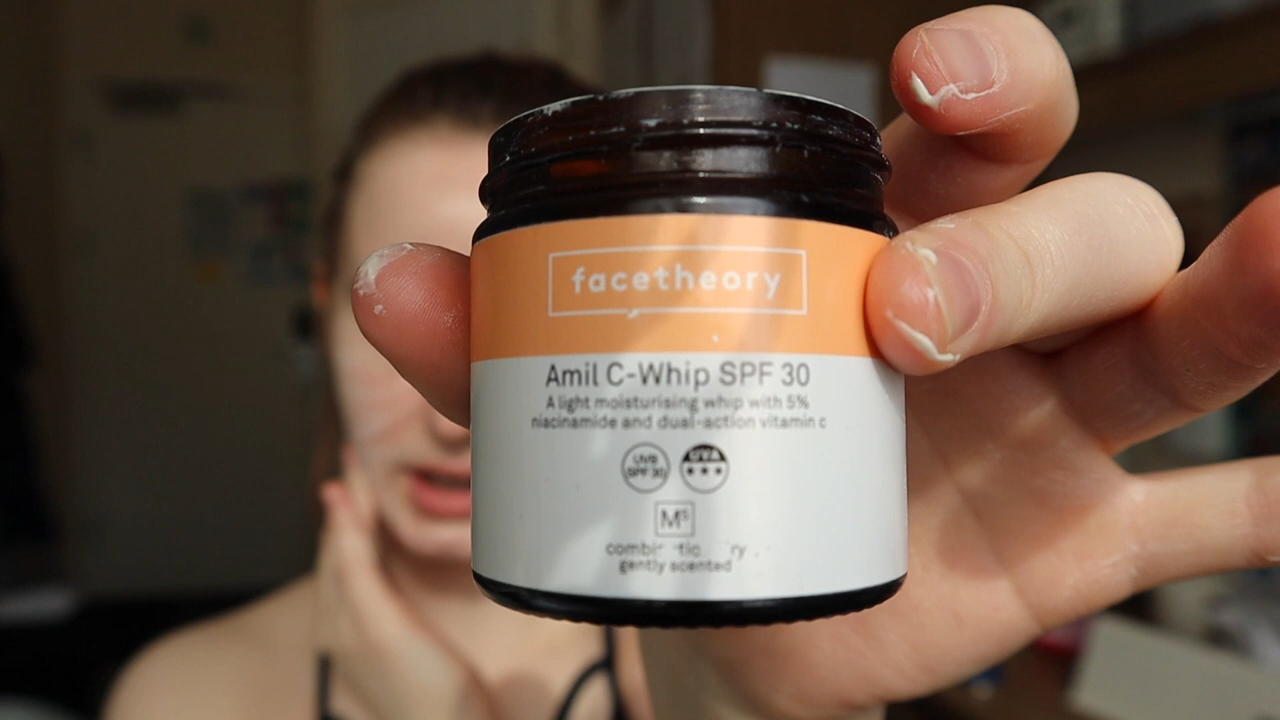 facetheory
Amil C-Whip SPF 30
A light moisturising whip with 5%
niacinamide and dual-action vitamin c
UVB
SPF 30
UVA
M5
gently scented